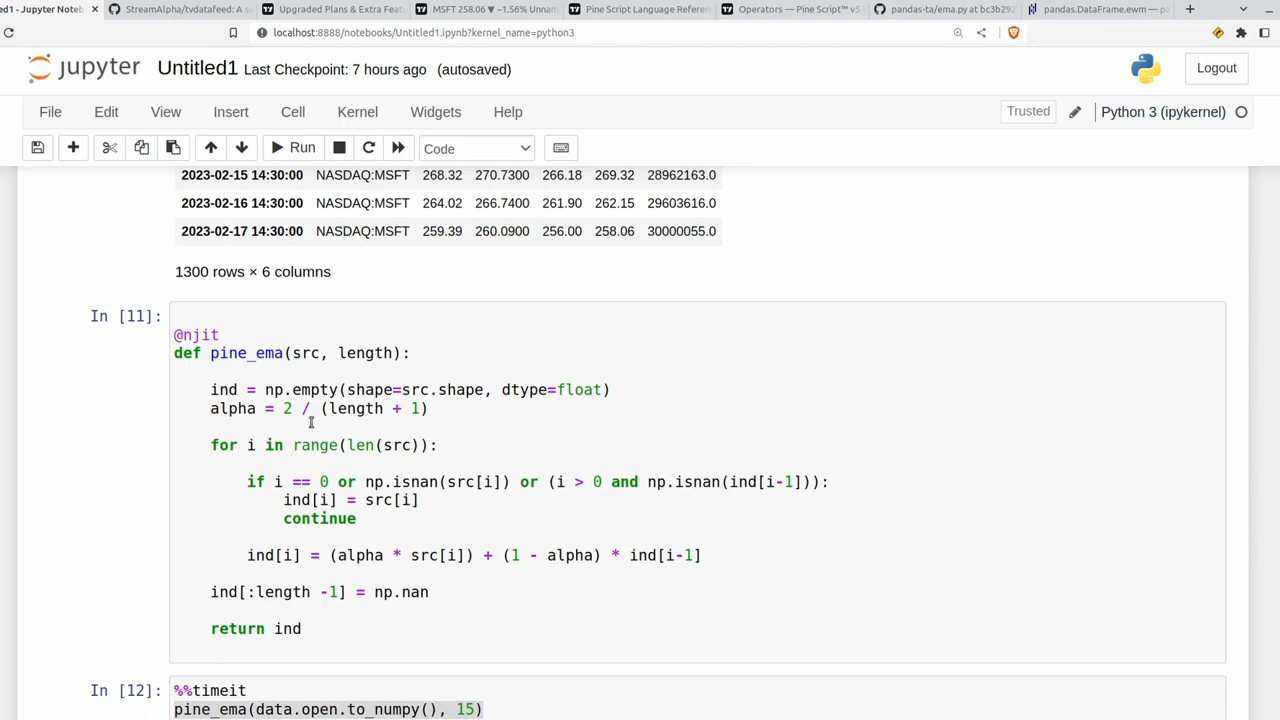 ed1 - Jupyter Noteb
StreamAlpha/tvdatafeed: A s
Upgraded Plans & Extra Feat
MSFT 258.06 ▼ −1.56% Unnam
Pine Script Language Referen
Operators — Pine Script™ v5
pandas-ta/ema.py at bc3b292
pandas.DataFrame.ewm — pa
localhost:8888/notebooks/Untitled1.ipynb?kernel_name=python3
jupyter Untitled1 Last Checkpoint: 7 hours ago (autosaved) Logout
File Edit View Insert Cell Kernel Widgets Help Trusted Python 3 (ipykernel)
Run Code
2023-02-15 14:30:00 NASDAQ:MSFT 268.32 270.7300 266.18 269.32 28962163.0
2023-02-16 14:30:00 NASDAQ:MSFT 264.02 266.7400 261.90 262.15 29603616.0
2023-02-17 14:30:00 NASDAQ:MSFT 259.39 260.0900 256.00 258.06 30000055.0
1300 rows × 6 columns
In [11]:
@njit
def pine_ema(src, length):
ind = np.empty(shape=src.shape, dtype=float)
alpha = 2 / (length + 1)
for i in range(len(src)):
if i == 0 or np.isnan(src[i]) or (i > 0 and np.isnan(ind[i-1])):
ind[i] = src[i]
continue
ind[i] = (alpha * src[i]) + (1 - alpha) * ind[i-1]
ind[:length -1] = np.nan
return ind
In [12]: %%timeit
pine_ema(data.open.to_numpy(), 15)